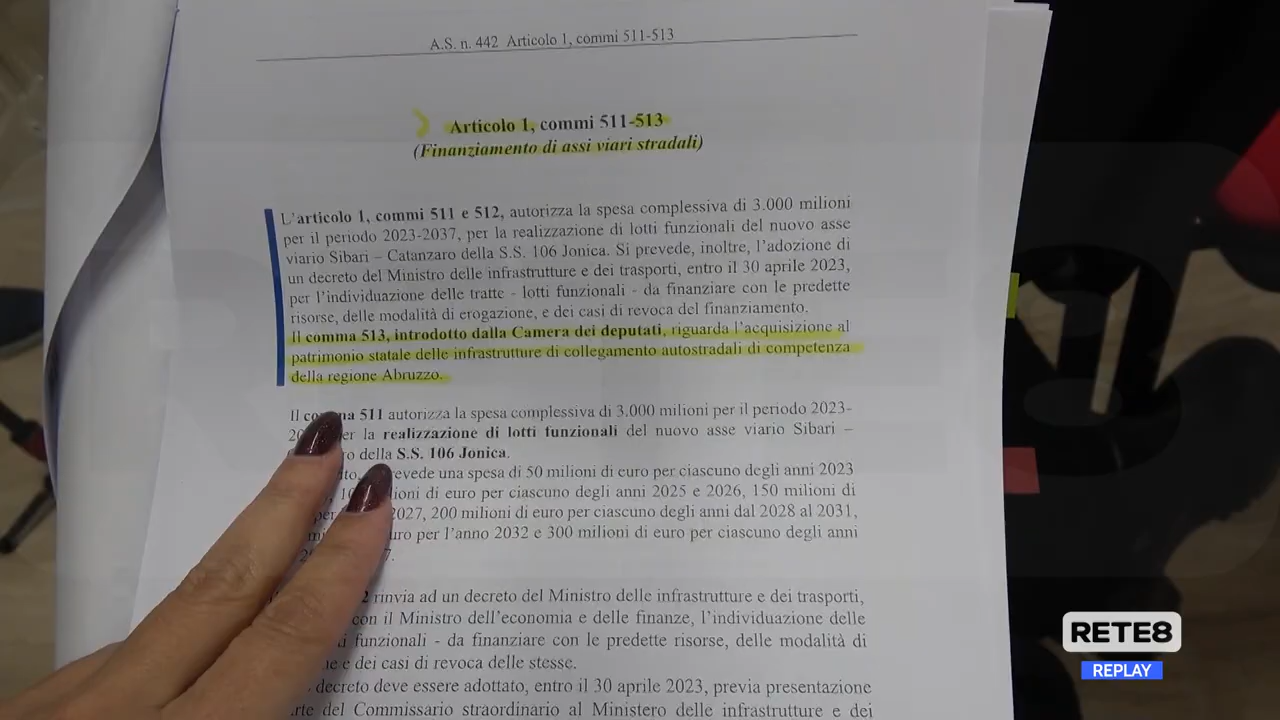 A.S. n. 442 Articolo 1, commi 511-513
Articolo 1, commi 511-513
(Finanziamento di assi viari stradali)
L'articolo 1, commi 511 e 512, autorizza la spesa complessiva di 3.000 milioni
per il periodo 2023-2037, per la realizzazione di lotti funzionali del nuovo asse
viario Sibari – Catanzaro della S.S. 106 Jonica. Si prevede, inoltre, l'adozione di
un decreto del Ministro delle infrastrutture e dei trasporti, entro il 30 aprile 2023,
per l'individuazione delle tratte - lotti funzionali - da finanziare con le predette
risorse, delle modalità di erogazione, e dei casi di revoca del finanziamento.
Il comma 513, introdotto dalla Camera dei deputati, riguarda l'acquisizione al
patrimonio statale delle infrastrutture di collegamento autostradali di competenza
della regione Abruzzo.
Il comma 511 autorizza la spesa complessiva di 3.000 milioni per il periodo 2023-
per la realizzazione di lotti funzionali del nuovo asse viario Sibari –
della S.S. 106 Jonica.
prevede una spesa di 50 milioni di euro per ciascuno degli anni 2023
milioni di euro per ciascuno degli anni 2025 e 2026, 150 milioni di
2027, 200 milioni di euro per ciascuno degli anni dal 2028 al 2031,
euro per l'anno 2032 e 300 milioni di euro per ciascuno degli anni
rinvia ad un decreto del Ministro delle infrastrutture e dei trasporti,
con il Ministro dell'economia e delle finanze, l'individuazione delle
funzionali - da finanziare con le predette risorse, delle modalità di
e dei casi di revoca delle stesse.
decreto deve essere adottato, entro il 30 aprile 2023, previa presentazione
del Commissario straordinario al Ministero delle infrastrutture e dei
RETE8
REPLAY